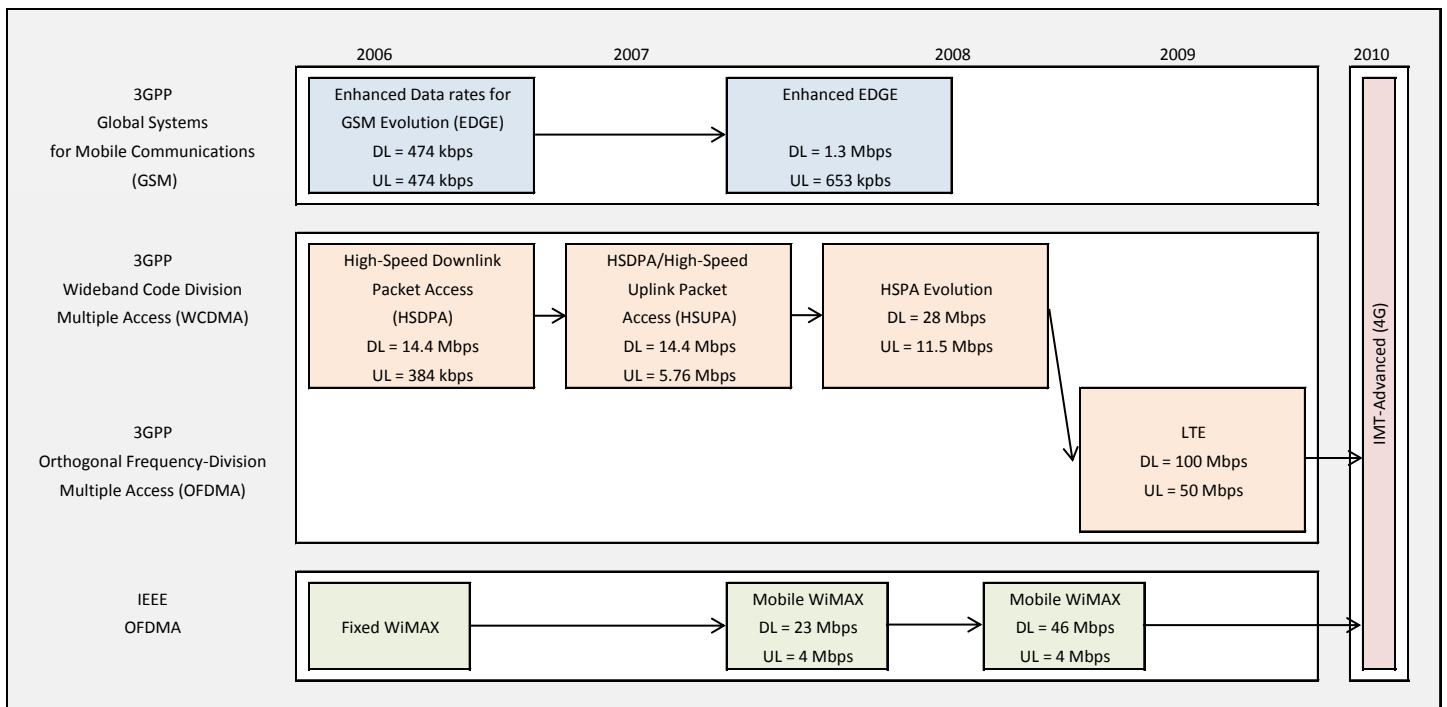 2006 2007 2008 2009 2010
3GPP
Global Systems
for Mobile Communications
(GSM)
Enhanced Data rates for
GSM Evolution (EDGE)
DL = 474 kbps
UL = 474 kbps
Enhanced EDGE
DL = 1.3 Mbps
UL = 653 kpbs
3GPP
Wideband Code Division
Multiple Access (WCDMA)
High-Speed Downlink
Packet Access
(HSDPA)
DL = 14.4 Mbps
UL = 384 kbps
HSDPA/High-Speed
Uplink Packet
Access (HSUPA)
DL = 14.4 Mbps
UL = 5.76 Mbps
HSPA Evolution
DL = 28 Mbps
UL = 11.5 Mbps
3GPP
Orthogonal Frequency-Division
Multiple Access (OFDMA)
LTE
DL = 100 Mbps
UL = 50 Mbps
IEEE
OFDMA
Fixed WiMAX
Mobile WiMAX
DL = 23 Mbps
UL = 4 Mbps
Mobile WiMAX
DL = 46 Mbps
UL = 4 Mbps
IMT-Advanced (4G)